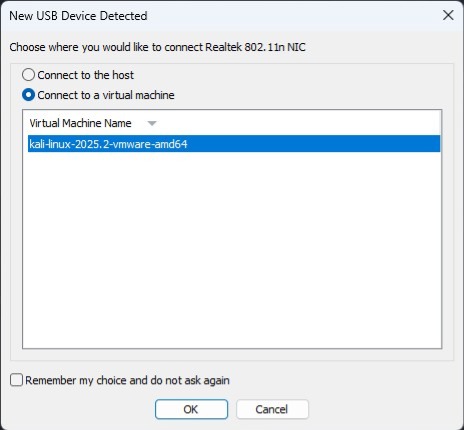 New USB Device Detected
Choose where you would like to connect Realtek 802.11n NIC
Connect to the host
Connect to a virtual machine
Virtual Machine Name
kali-linux-2025.2-vmware-amd64
Remember my choice and do not ask again
OK Cancel